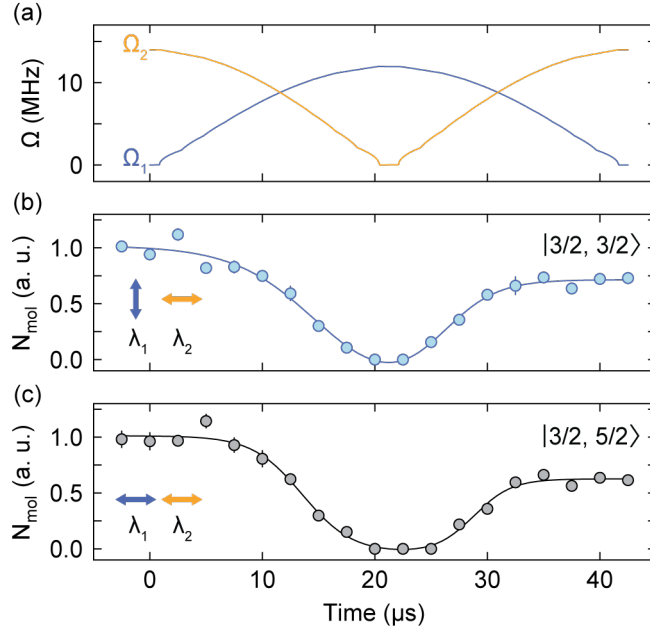 (a)
Ω₂
Ω₁
Ω (MHz)
10
0
(b)
|3/2, 3/2⟩
N_mol (a. u.)
1.0
0.5
0.0
λ₁ λ₂
(c)
|3/2, 5/2⟩
N_mol (a. u.)
1.0
0.5
0.0
λ₁ λ₂
0 10 20 30 40
Time (μs)